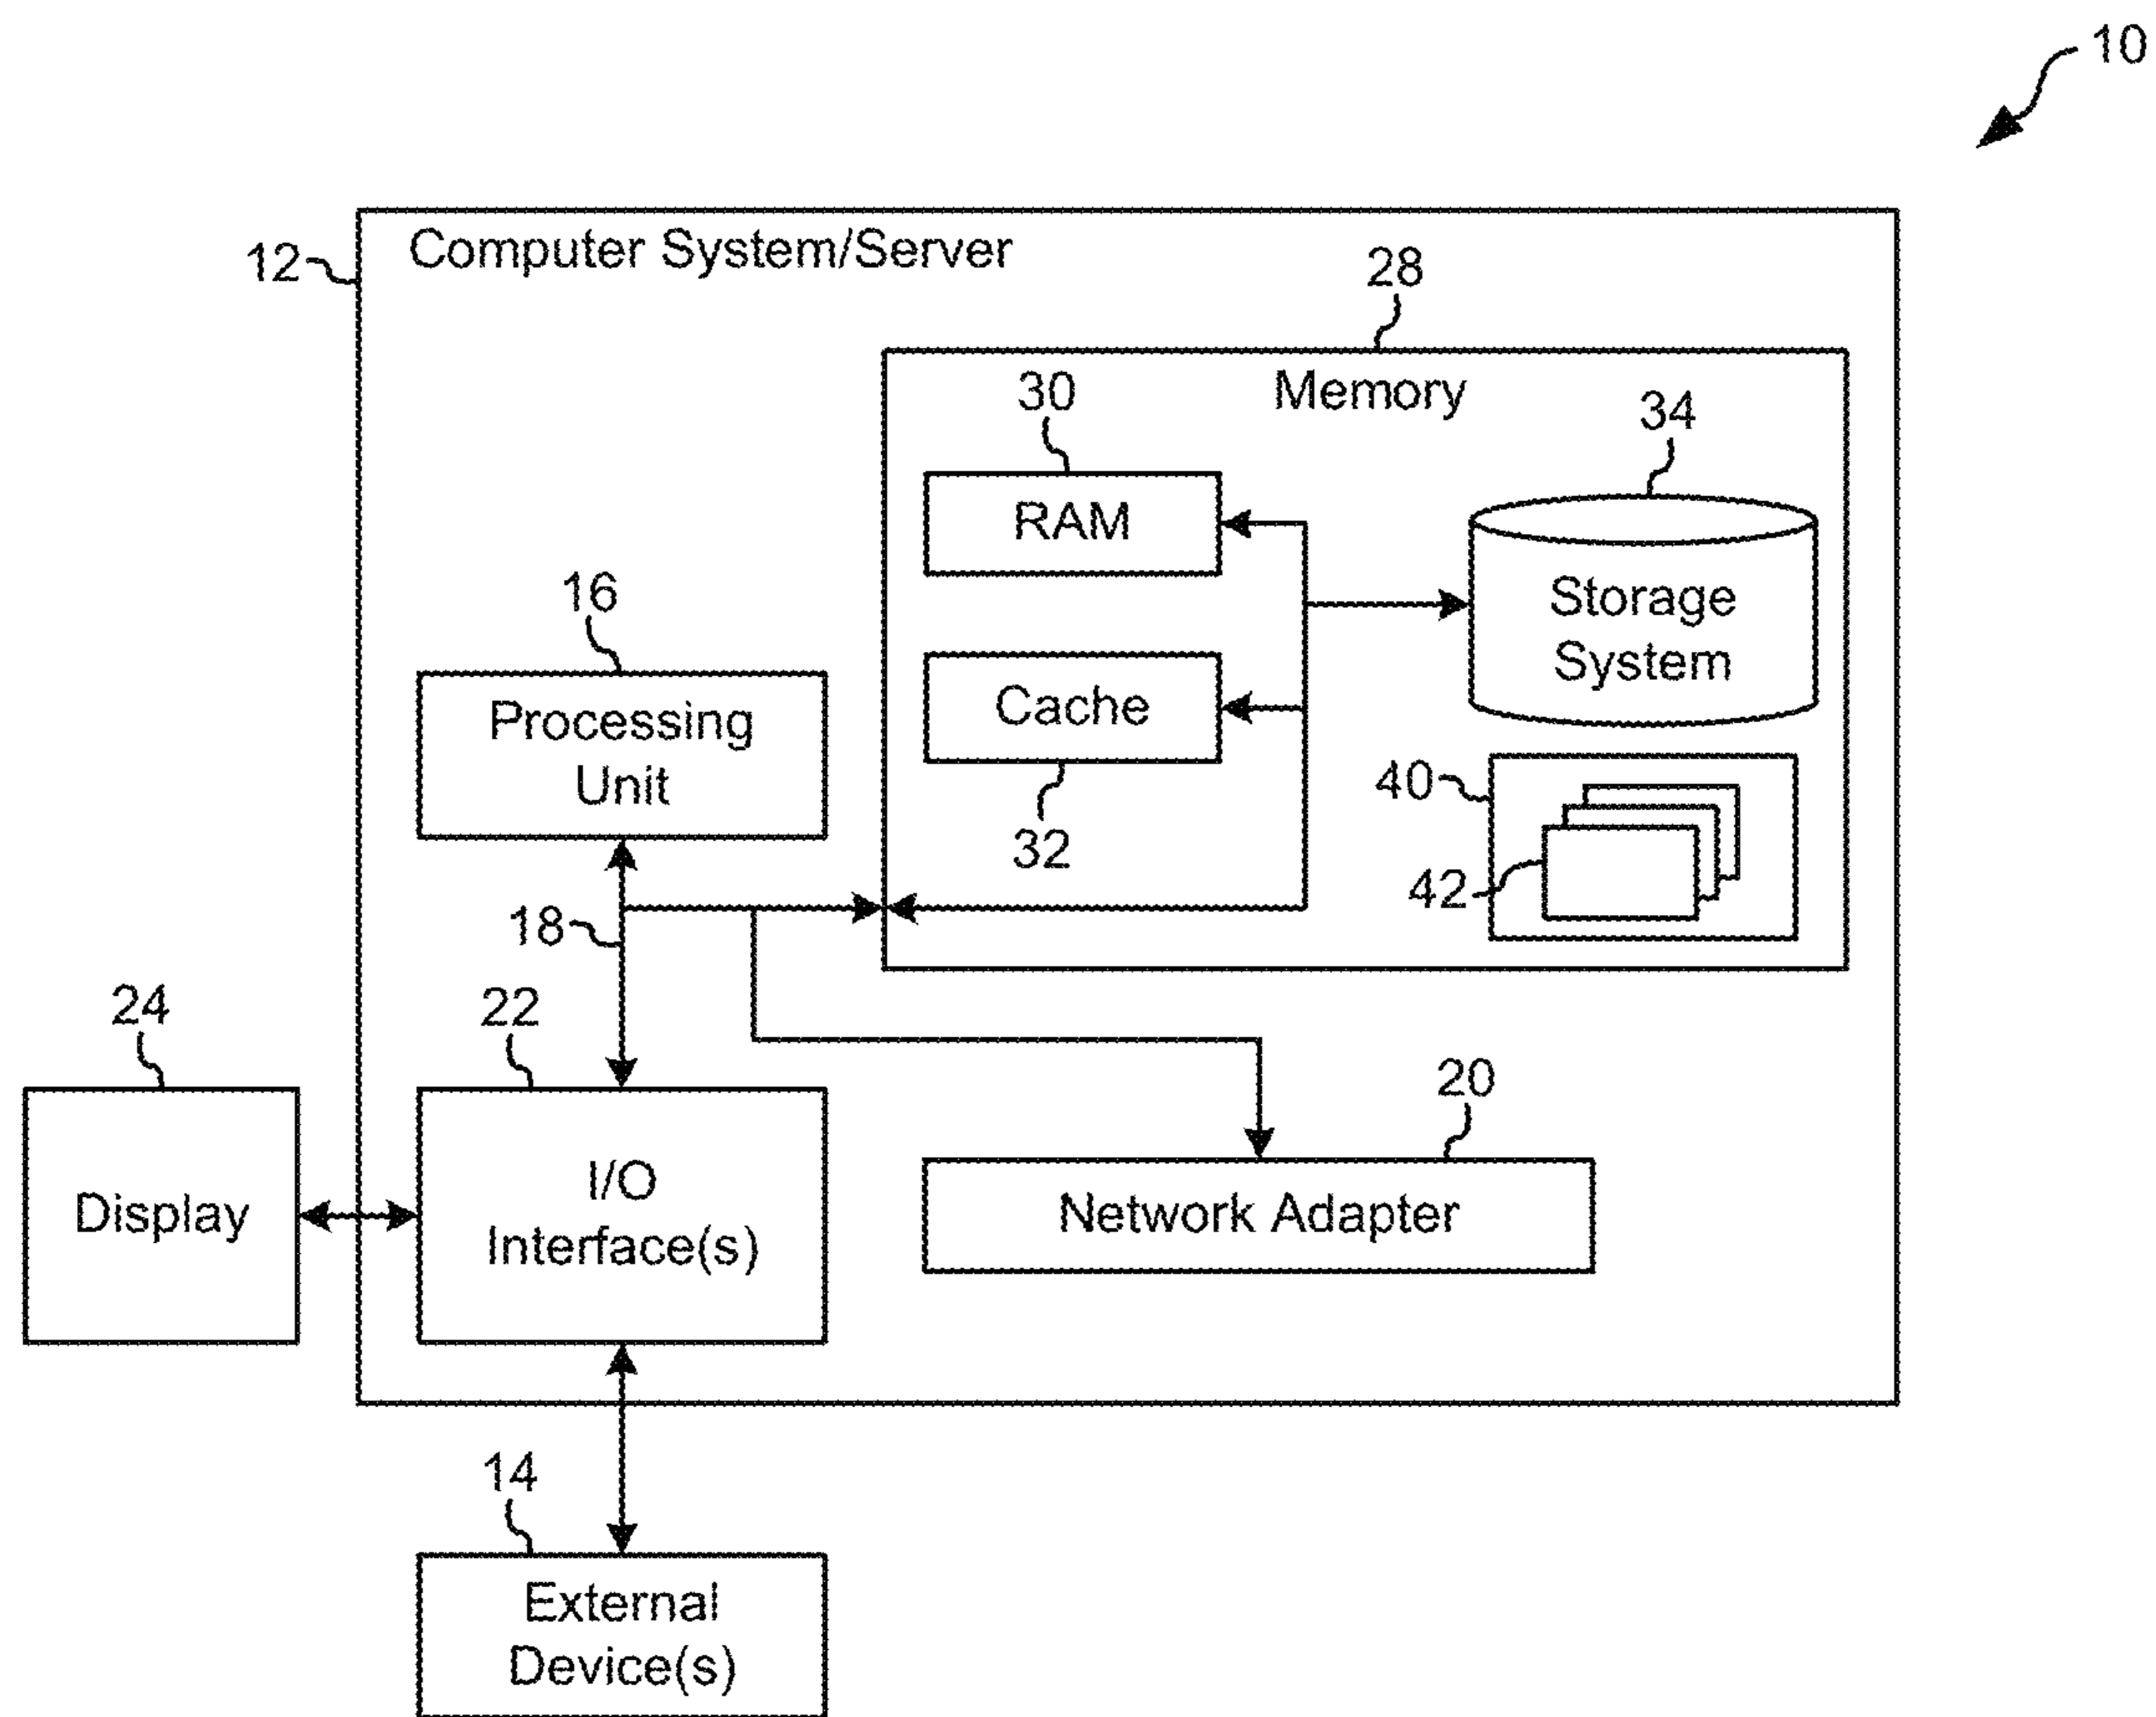 10
12
Computer System/Server
28
Memory
30
34
RAM
16
Storage
System
Processing
Unit
Cache
40
32
42
18
24
22
20
Display
I/O
Interface(s)
Network Adapter
14
External
Device(s)